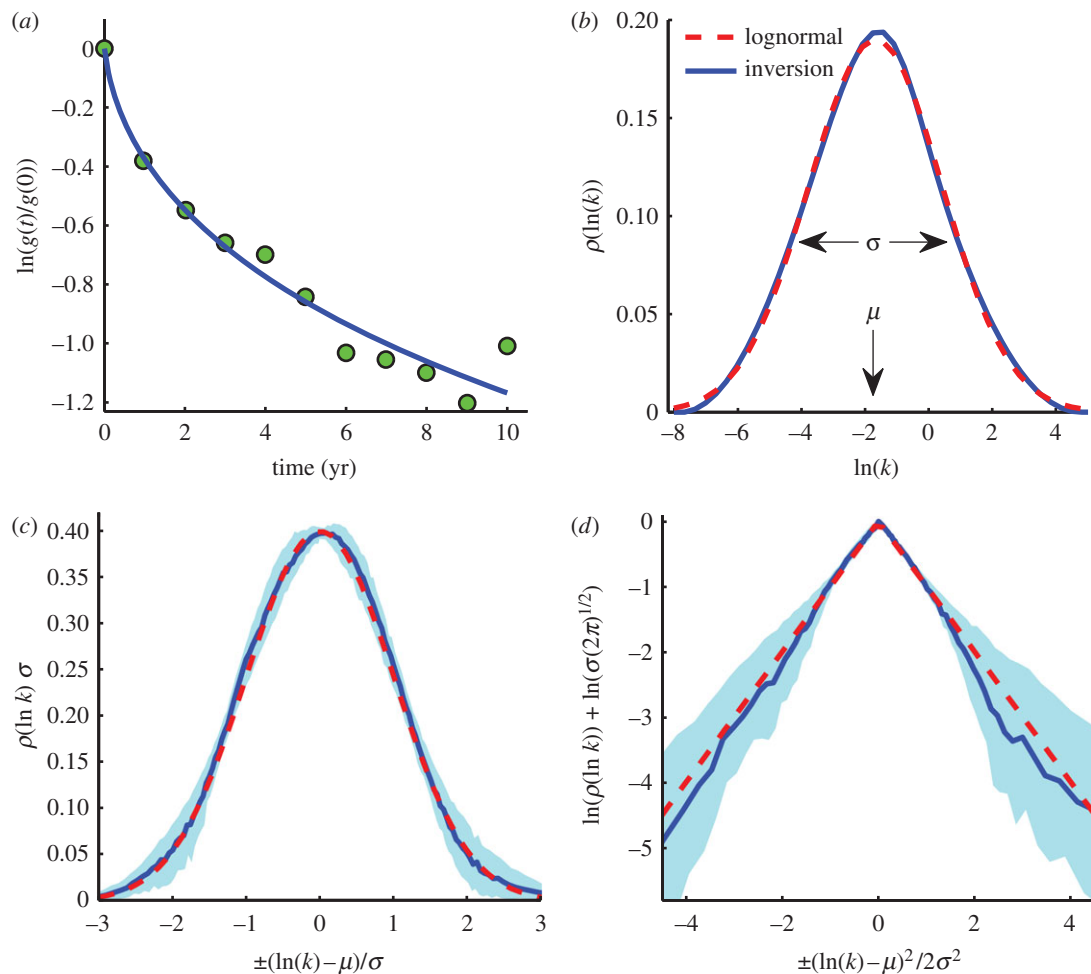 (a)
0
–0.2
–0.4
–0.6
–0.8
–1.0
–1.2
ln(g(t)/g(0))
0 2 4 6 8 10
time (yr)
(b)
0.20
0.15
0.10
0.05
0
ρ(ln(k))
lognormal
inversion
σ
μ
–8 –6 –4 –2 0 2 4
ln(k)
(c)
0.40
0.35
0.30
0.25
0.20
0.15
0.10
0.05
0
ρ(ln k) σ
–3 –2 –1 0 1 2 3
±(ln(k)–μ)/σ
(d)
0
–1
–2
–3
–4
–5
ln(ρ(ln k)) + ln(σ(2π)^{1/2})
–4 –2 0 2 4
±(ln(k)–μ)²/2σ²